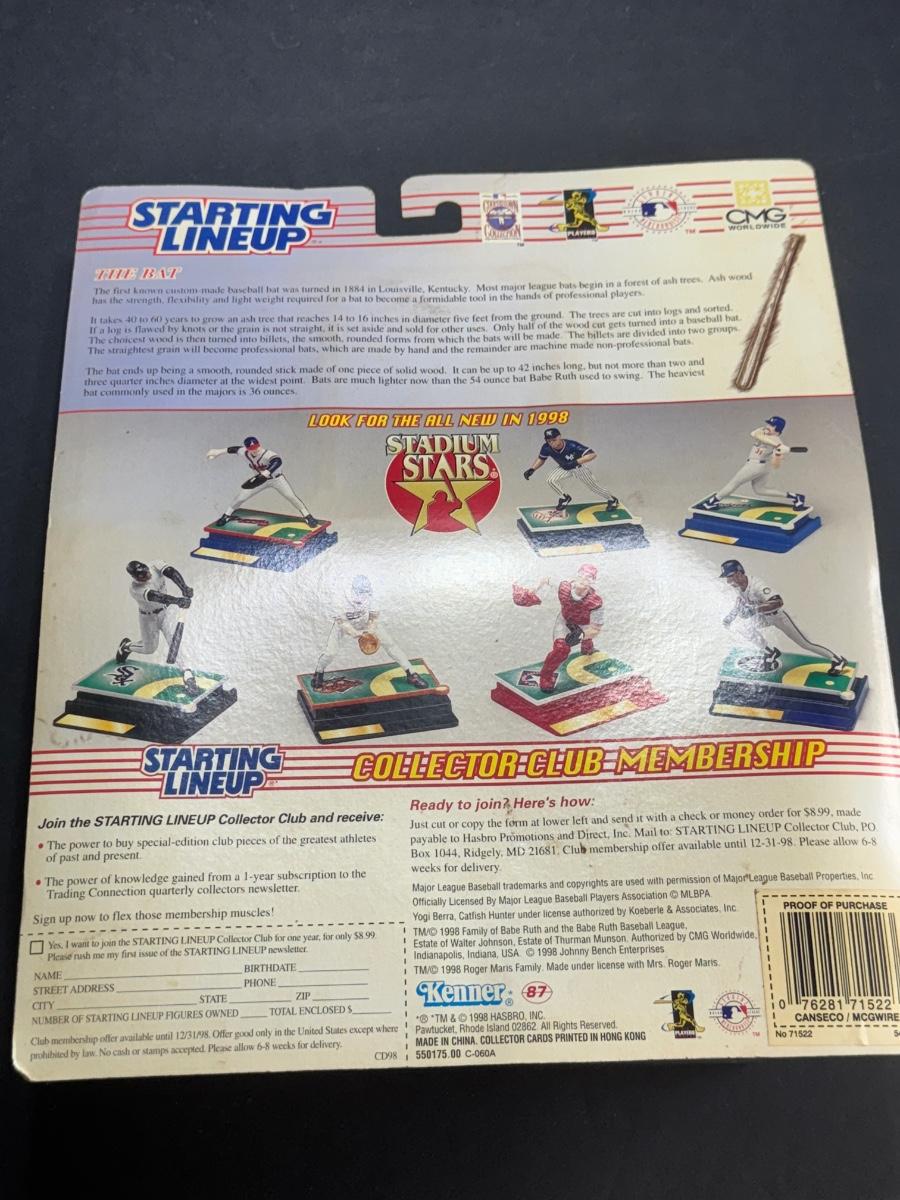 STARTING
LINEUP
COOPERSTOWN
COLLECTION
PLAYERS
CMG
WORLDWIDE
THE BAT
The first known custom-made baseball bat was turned in 1884 in Louisville, Kentucky. Most major league bats begin in a forest of ash trees. Ash wood
has the strength, flexibility and light weight required for a bat to become a formidable tool in the hands of professional players.
It takes 40 to 60 years to grow an ash tree that reaches 14 to 16 inches in diameter five feet from the ground. The trees are cut into logs and sorted.
If a log is flawed by knots or the grain is not straight, it is set aside and sold for other uses. Only half of the wood cut gets turned into a baseball bat.
The choicest wood is then turned into billets, the smooth, rounded forms from which the bats will be made. The billets are divided into two groups.
The straightest grain will become professional bats, which are made by hand and the remainder are machine made non-professional bats.
The bat ends up being a smooth, rounded stick made of one piece of solid wood. It can be up to 42 inches long, but not more than two and
three quarter inches diameter at the widest point. Bats are much lighter now than the 54 ounce bat Babe Ruth used to swing. The heaviest
bat commonly used in the majors is 36 ounces.
LOOK FOR THE ALL NEW IN 1998
STADIUM
STARS
STARTING
LINEUP
COLLECTOR CLUB MEMBERSHIP
Join the STARTING LINEUP Collector Club and receive:
• The power to buy special-edition club pieces of the greatest athletes
of past and present.
• The power of knowledge gained from a 1-year subscription to the
Trading Connection quarterly collectors newsletter.
Sign up now to flex those membership muscles!
Yes, I want to join the STARTING LINEUP Collector Club for one year, for only $8.99.
Please rush me my first issue of the STARTING LINEUP newsletter.
NAME BIRTHDATE
STREET ADDRESS PHONE
CITY STATE ZIP
NUMBER OF STARTING LINEUP FIGURES OWNED TOTAL ENCLOSED $
Club membership offer available until 12/31/98. Offer good only in the United States except where
prohibited by law. No cash or stamps accepted. Please allow 6-8 weeks for delivery.
CD98
Ready to join? Here's how:
Just cut or copy the form at lower left and send it with a check or money order for $8.99, made
payable to Hasbro Promotions and Direct, Inc. Mail to: STARTING LINEUP Collector Club, PO
Box 1044, Ridgely, MD 21681. Club membership offer available until 12-31-98. Please allow 6-8
weeks for delivery.
Major League Baseball trademarks and copyrights are used with permission of Major League Baseball Properties, Inc
Officially Licensed By Major League Baseball Players Association © MLBPA
Yogi Berra, Catfish Hunter under license authorized by Koeberle & Associates, Inc.
TM/© 1998 Family of Babe Ruth and the Babe Ruth Baseball League,
Estate of Walter Johnson, Estate of Thurman Munson. Authorized by CMG Worldwide,
Indianapolis, Indiana, USA. © 1998 Johnny Bench Enterprises
TM/© 1998 Roger Maris Family. Made under license with Mrs. Roger Maris.
Kenner® 87
*® *TM & © 1998 HASBRO, INC.
Pawtucket, Rhode Island 02862. All Rights Reserved.
MADE IN CHINA. COLLECTOR CARDS PRINTED IN HONG KONG
550175.00 C-060A
PLAYERS
PROOF OF PURCHASE
0 76281 71522
CANSECO / MCGWIRE
No 71522